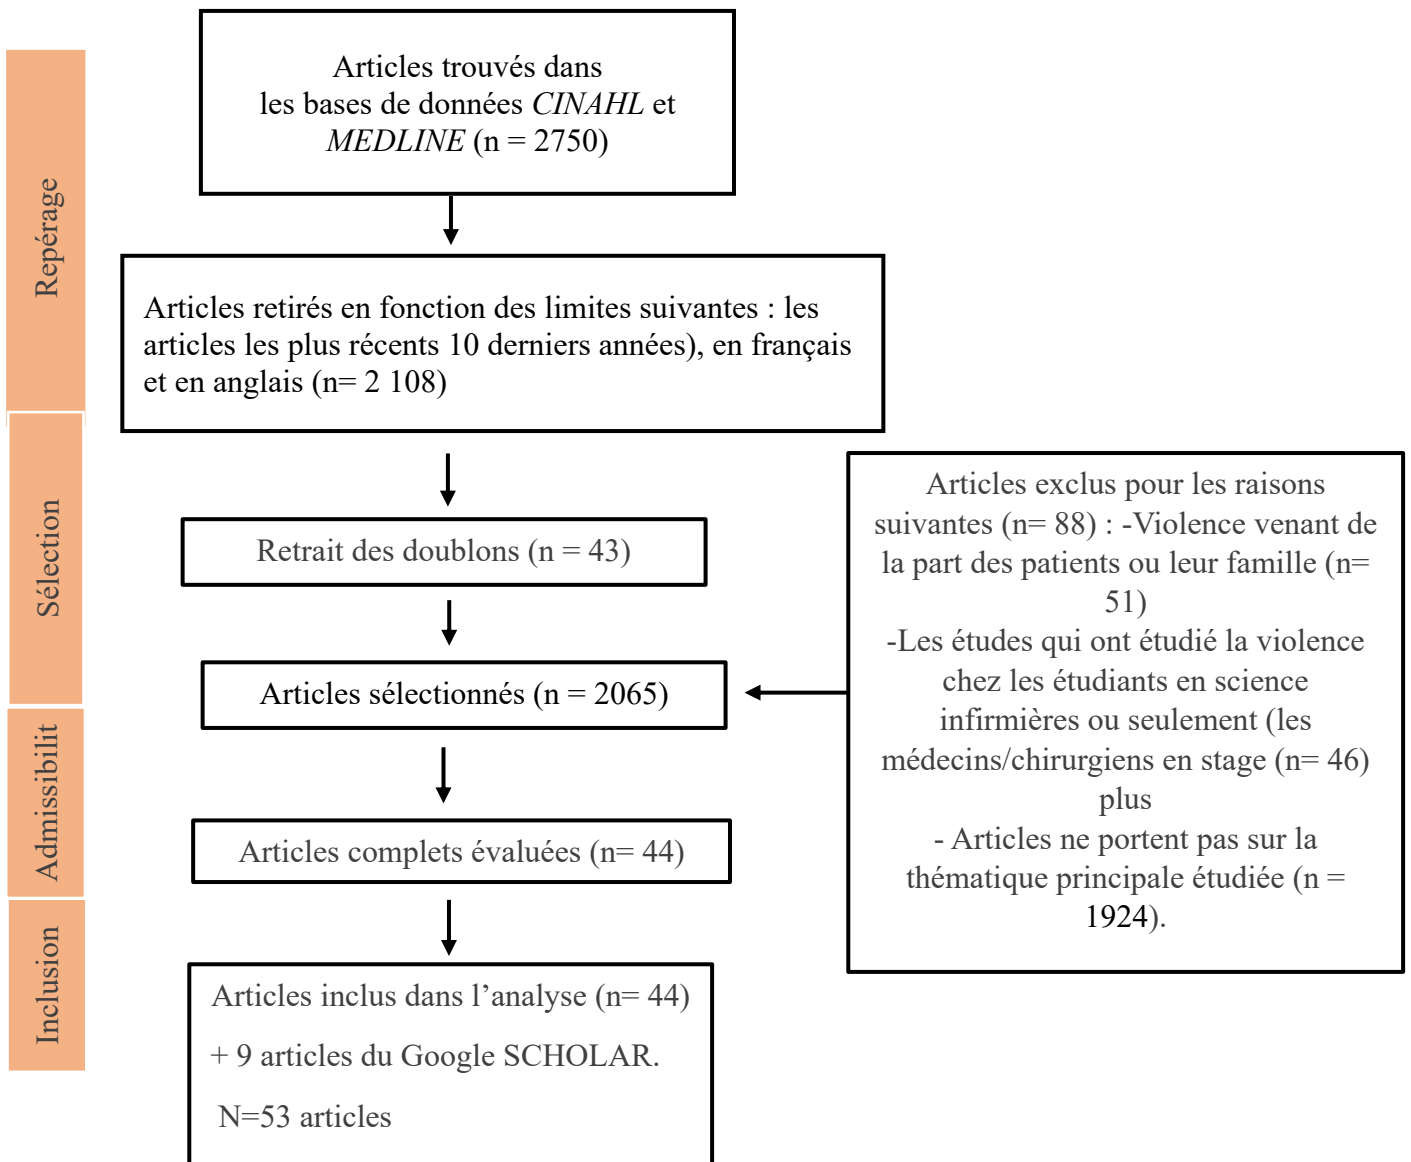 Repérage
Articles trouvés dans
les bases de données CINAHL et
MEDLINE (n = 2750)
Articles retirés en fonction des limites suivantes : les
articles les plus récents 10 derniers années), en français
et en anglais (n= 2 108)
Sélection
Retrait des doublons (n = 43)
Articles sélectionnés (n = 2065)
Articles exclus pour les raisons
suivantes (n= 88) : -Violence venant de
la part des patients ou leur famille (n=
51)
-Les études qui ont étudié la violence
chez les étudiants en science
infirmières ou seulement (les
médecins/chirurgiens en stage (n= 46)
plus
- Articles ne portent pas sur la
thématique principale étudiée (n =
1924).
Admissibilit
Articles complets évaluées (n= 44)
Inclusion
Articles inclus dans l’analyse (n= 44)
+ 9 articles du Google SCHOLAR.
N=53 articles